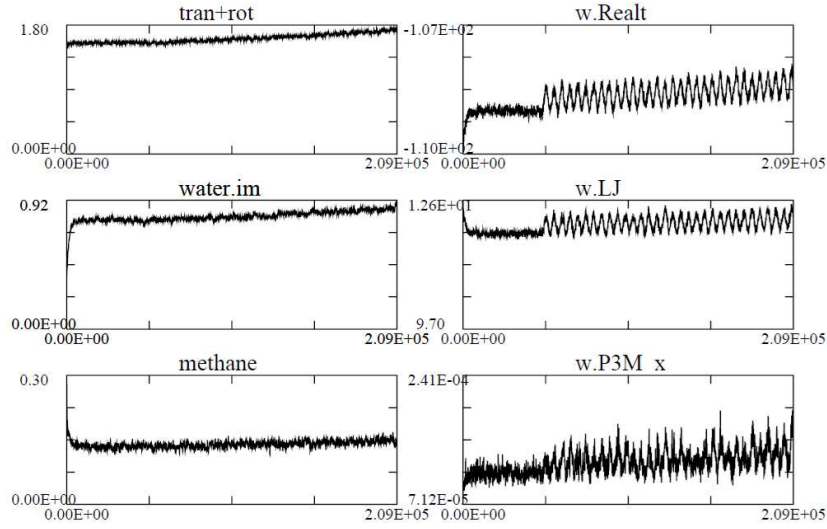 tran+rot
1.80
0.00E+00
0.00E+00 2.09E+05
w.Realt
-1.07E+02
-1.10E+02
0.00E+00 2.09E+05
water.im
0.92
0.00E+00
0.00E+00 2.09E+05
w.LJ
1.26E+01
9.70
0.00E+00 2.09E+05
methane
0.30
0.00E+00
0.00E+00 2.09E+05
w.P3M_x
2.41E-04
7.12E-05
0.00E+00 2.09E+05